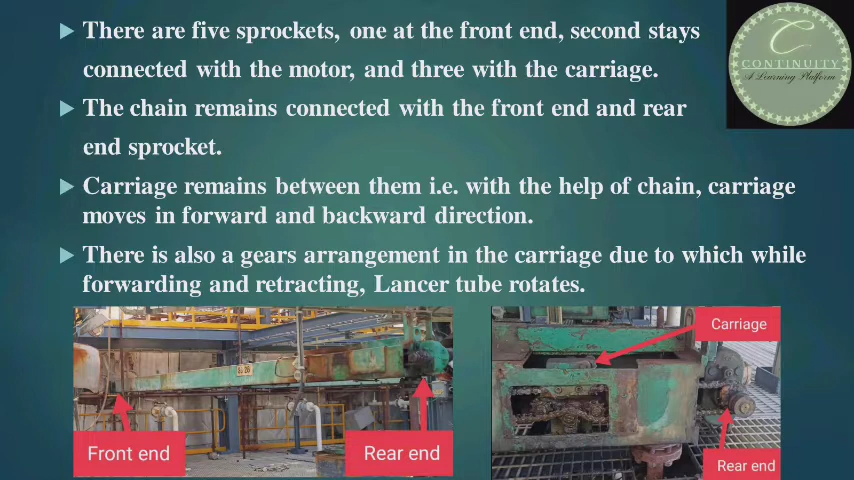 There are five sprockets, one at the front end, second stays
connected with the motor, and three with the carriage.
The chain remains connected with the front end and rear
end sprocket.
Carriage remains between them i.e. with the help of chain, carriage
moves in forward and backward direction.
There is also a gears arrangement in the carriage due to which while
forwarding and retracting, Lancer tube rotates.
C
CONTINUITY
A Learning Platform
Carriage
Front end
Rear end
Rear end